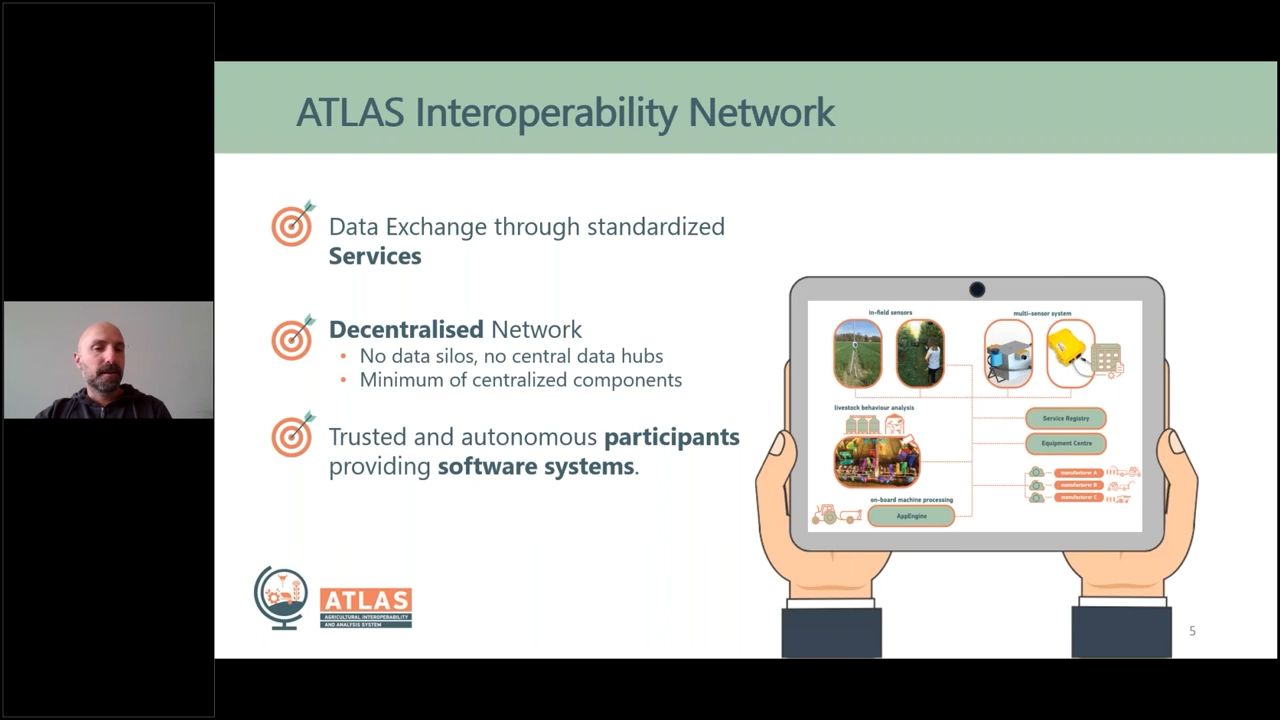 ATLAS Interoperability Network
Data Exchange through standardized
Services
Decentralised Network
• No data silos, no central data hubs
• Minimum of centralized components
Trusted and autonomous participants
providing software systems.
in-field sensors
multi-sensor system
livestock behaviour analysis
Service Registry
Equipment Centre
manufacturer A
manufacturer B
manufacturer C
on-board machine processing
AppEngine
ATLAS
AGRICULTURAL INTEROPERABILITY
AND ANALYSIS SYSTEM
5